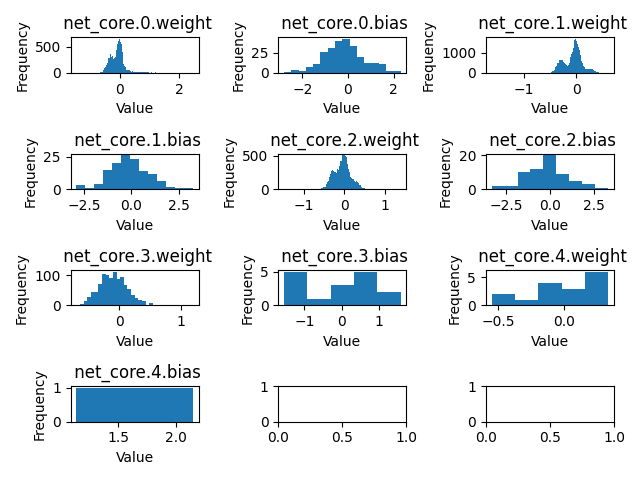 net_core.0.weight
net_core.0.bias
net_core.1.weight
Frequency
500
0
0
2
Value
Frequency
25
0
−2
0
2
Value
Frequency
1000
0
−1
0
Value
net_core.1.bias
net_core.2.weight
net_core.2.bias
Frequency
25
0
−2.5
0.0
2.5
Value
Frequency
500
0
−1
0
1
Value
Frequency
20
0
−2.5
0.0
2.5
Value
net_core.3.weight
net_core.3.bias
net_core.4.weight
Frequency
100
0
0
1
Value
Frequency
5
0
−1
0
1
Value
Frequency
5
0
−0.5
0.0
Value
net_core.4.bias
Frequency
1
0
1.5
2.0
Value
1
0
0.0
0.5
1.0
1
0
0.0
0.5
1.0